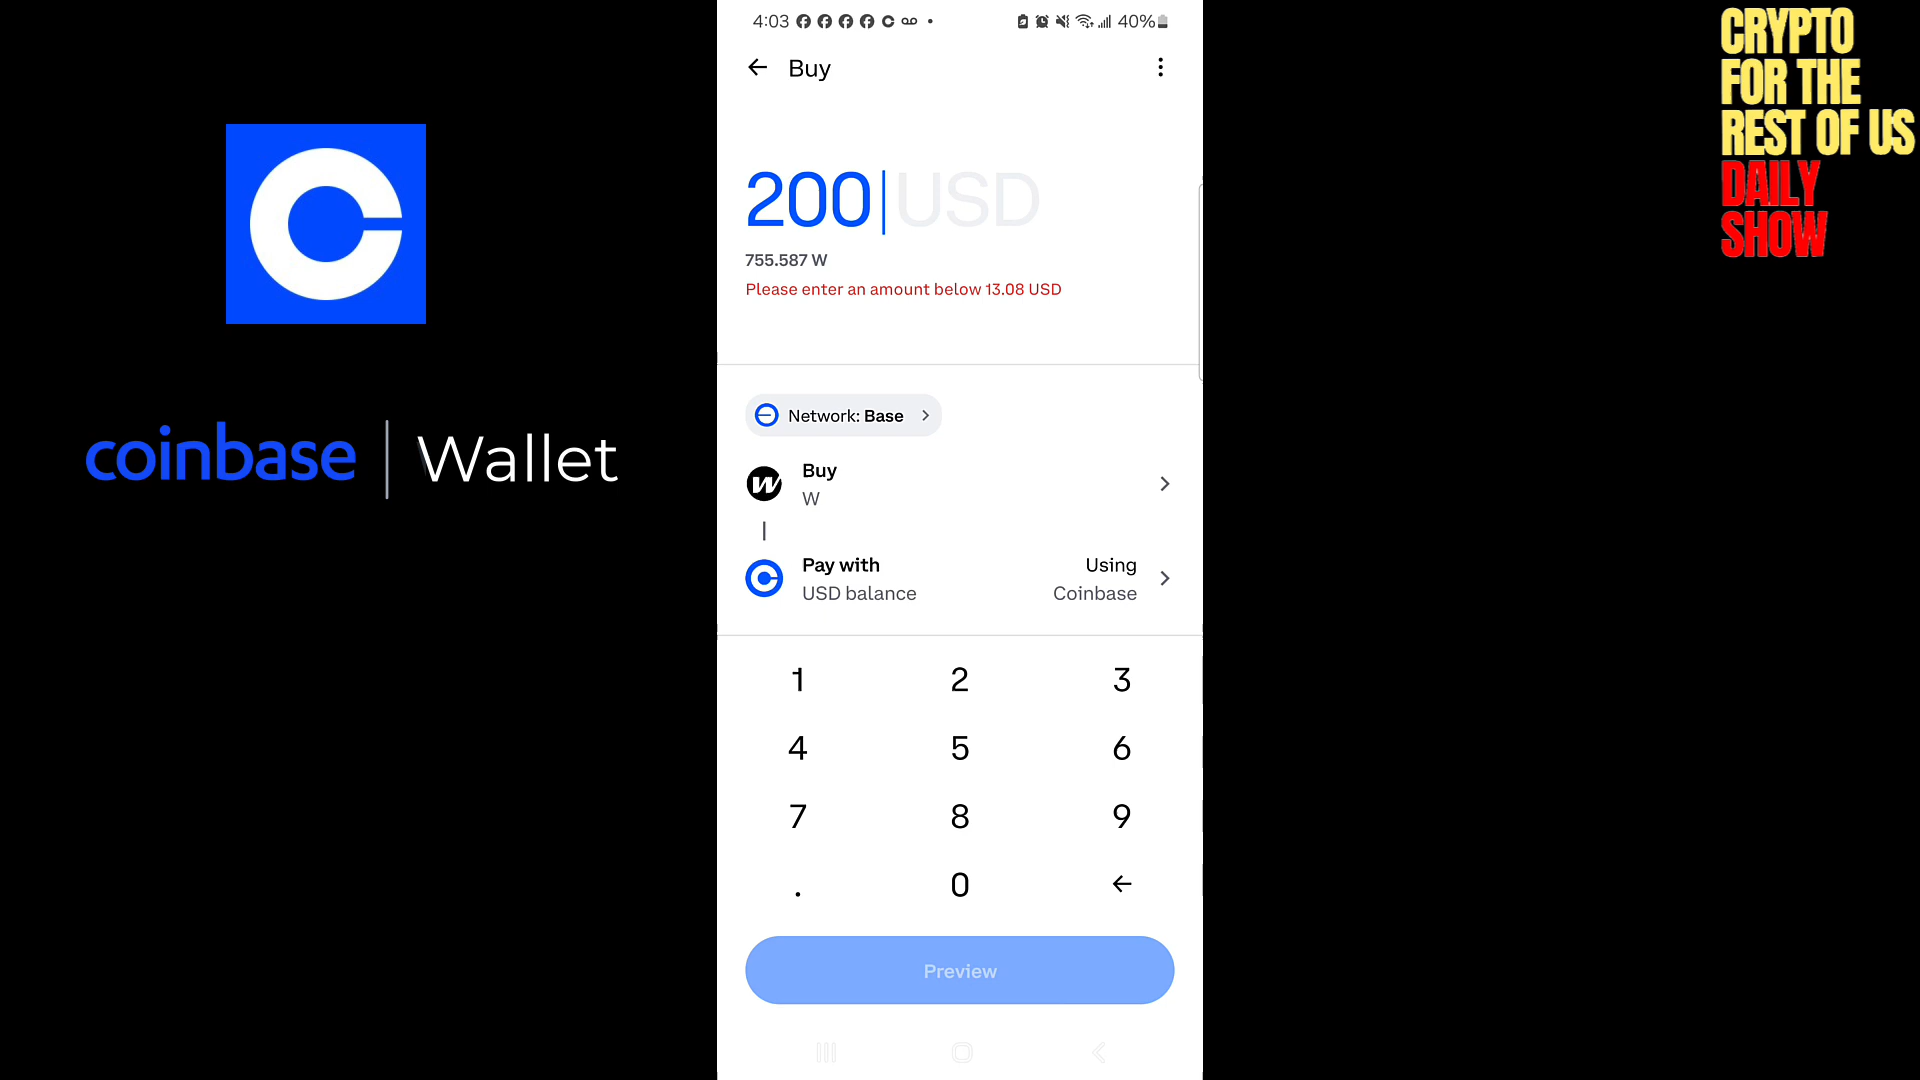 4:03
40%
Buy
200 USD
755.587 W
Please enter an amount below 13.08 USD
Network: Base
Buy
W
Pay with
USD balance
Using
Coinbase
1 2 3
4 5 6
7 8 9
. 0
Preview
coinbase | Wallet
CRYPTO
FOR THE
REST OF US
DAILY
SHOW